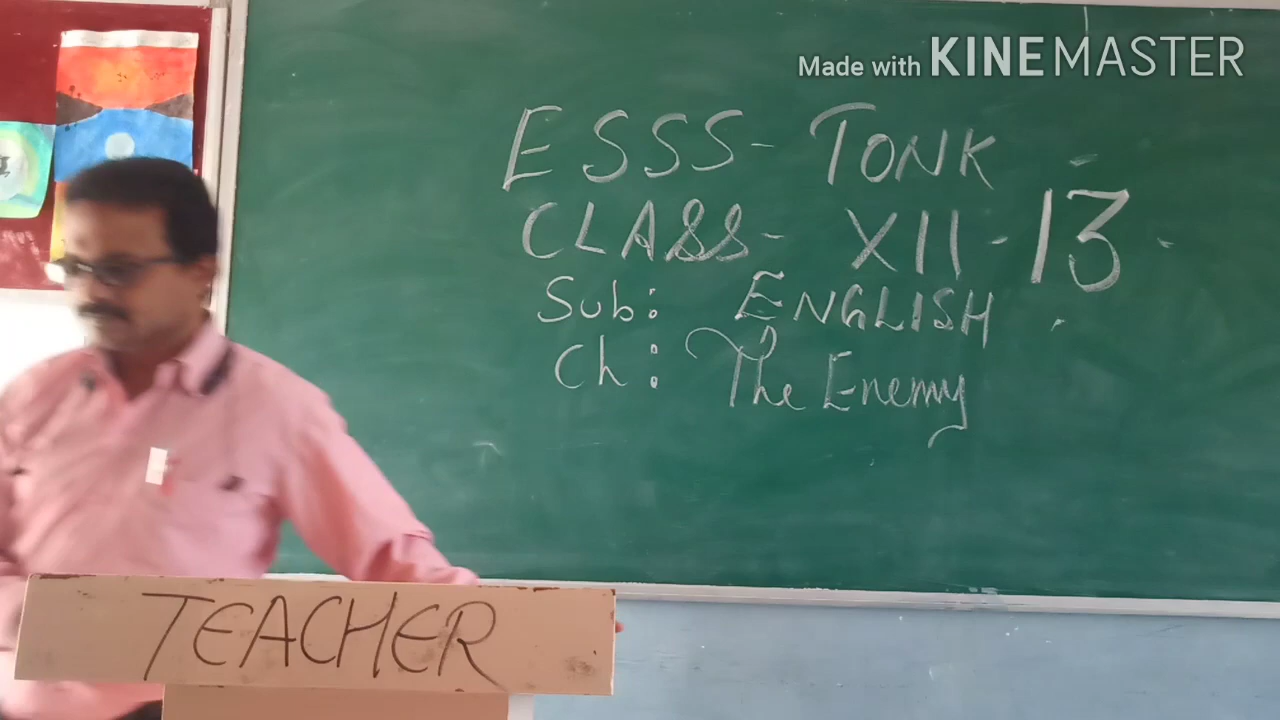 Made with KINEMASTER
ESSS - TONK
CLASS - XII - 13
Sub: ENGLISH
Ch: The Enemy
TEACHER